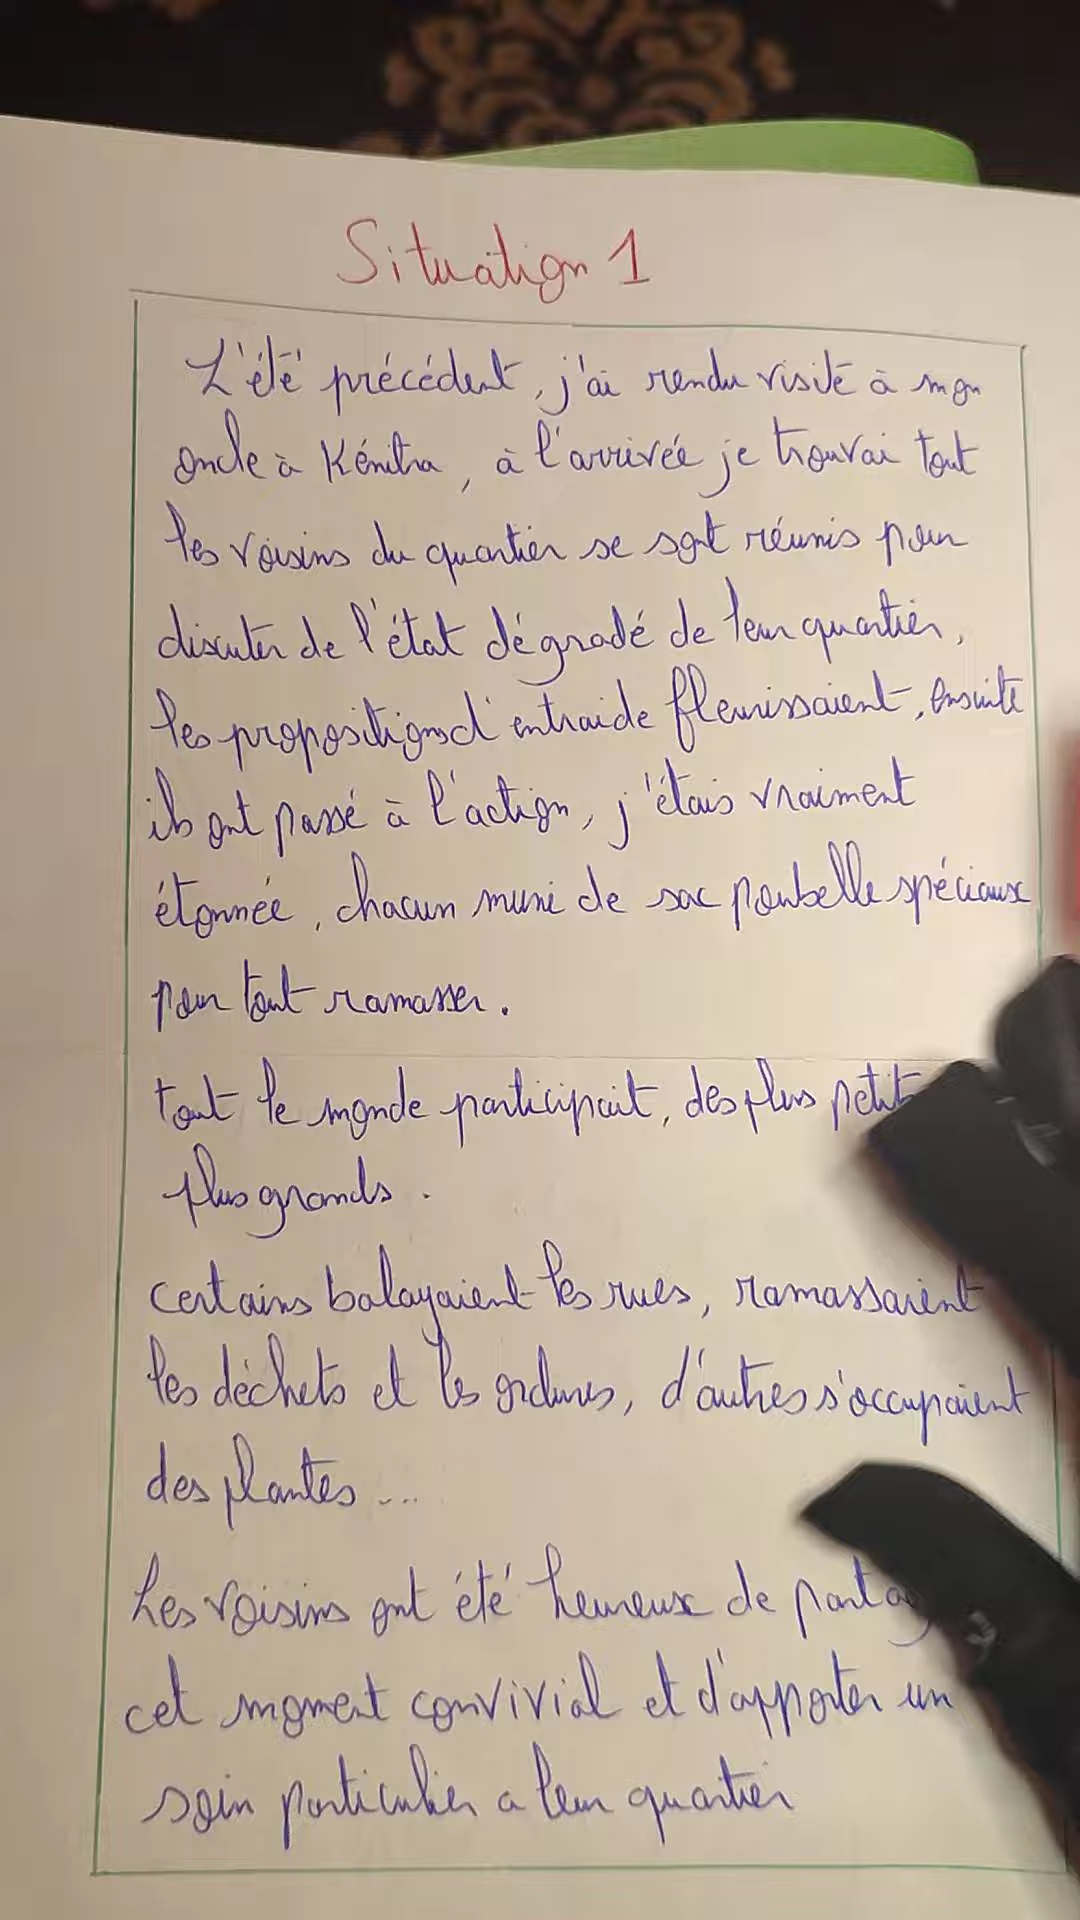 Situation 1
L'été précédent, j'ai rendu visite à mon
oncle à Kénitra, à l'arrivée je trouvai tout
les voisins du quartier se sont réunis pour
discuter de l'état dégradé de leur quartier,
les propositions d'entraide fleurissaient, ensuite
ils ont passé à l'action, j'étais vraiment
étonnée, chacun muni de sac poubelle spéciaux
pour tout ramasser.
tout le monde participait, des plus petit
plus grands.
certains balayaient les rues, ramassaient
les déchets et les ordures, d'autres s'occupaient
des plantes ...
Les voisins ont été heureux de
cet moment convivial et d'apporter un
soin particulier a leur quartier